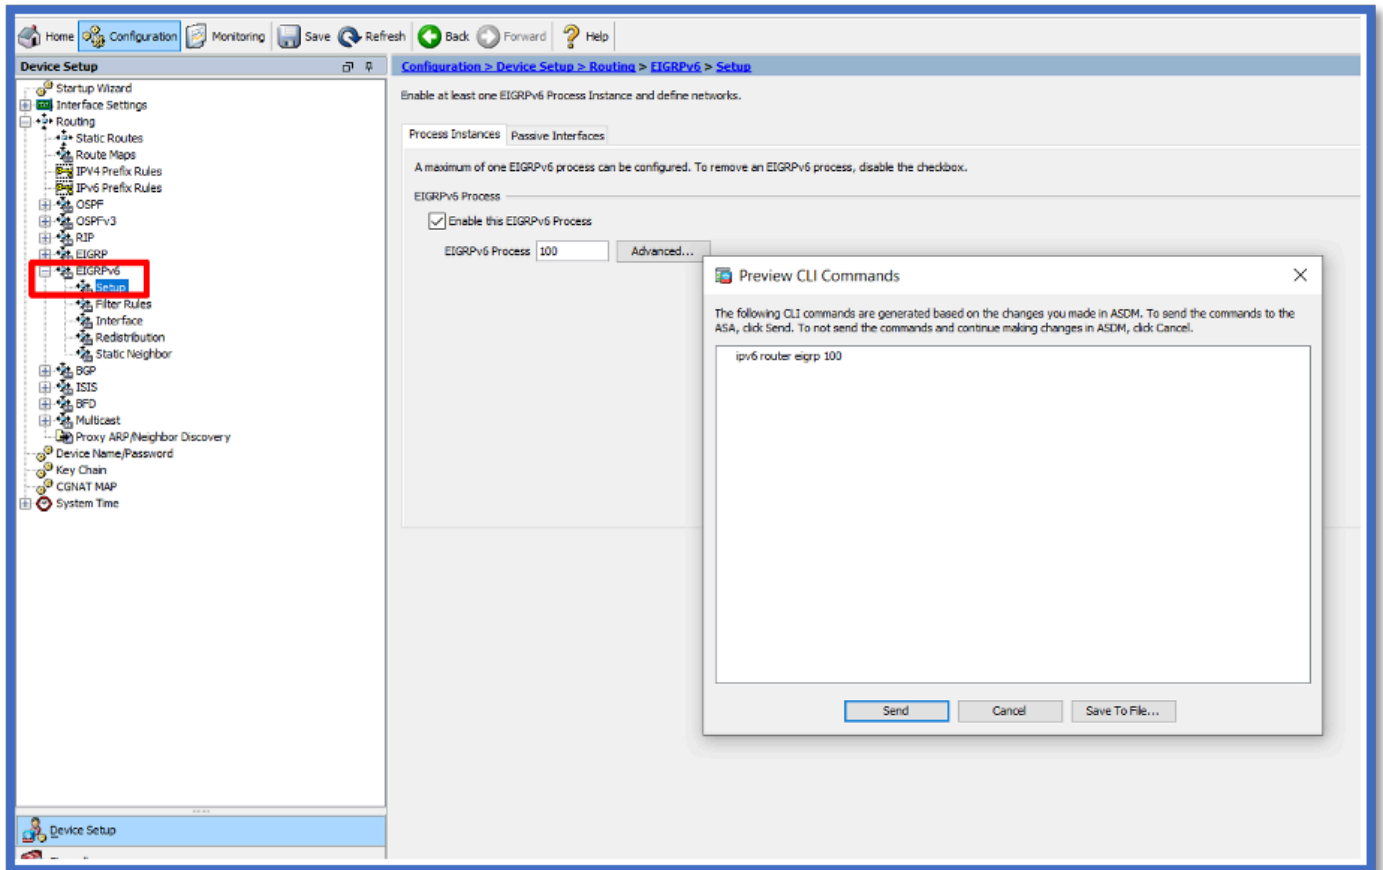 Home Configuration Monitoring Save Refresh Back Forward Help
Device Setup
Startup Wizard
Interface Settings
Routing
Static Routes
Route Maps
IPV4 Prefix Rules
IPv6 Prefix Rules
OSPF
OSPFv3
RIP
EIGRP
EIGRPv6
Setup
Filter Rules
Interface
Redistribution
Static Neighbor
BGP
ISIS
BFD
Multicast
Proxy ARP/Neighbor Discovery
Device Name/Password
Key Chain
CGNAT MAP
System Time
Device Setup
Configuration > Device Setup > Routing > EIGRPv6 > Setup
Enable at least one EIGRPv6 Process Instance and define networks.
Process Instances Passive Interfaces
A maximum of one EIGRPv6 process can be configured. To remove an EIGRPv6 process, disable the checkbox.
EIGRPv6 Process
Enable this EIGRPv6 Process
EIGRPv6 Process 100 Advanced...
Preview CLI Commands
The following CLI commands are generated based on the changes you made in ASDM. To send the commands to the
ASA, click Send. To not send the commands and continue making changes in ASDM, click Cancel.
ipv6 router eigrp 100
Send Cancel Save To File...